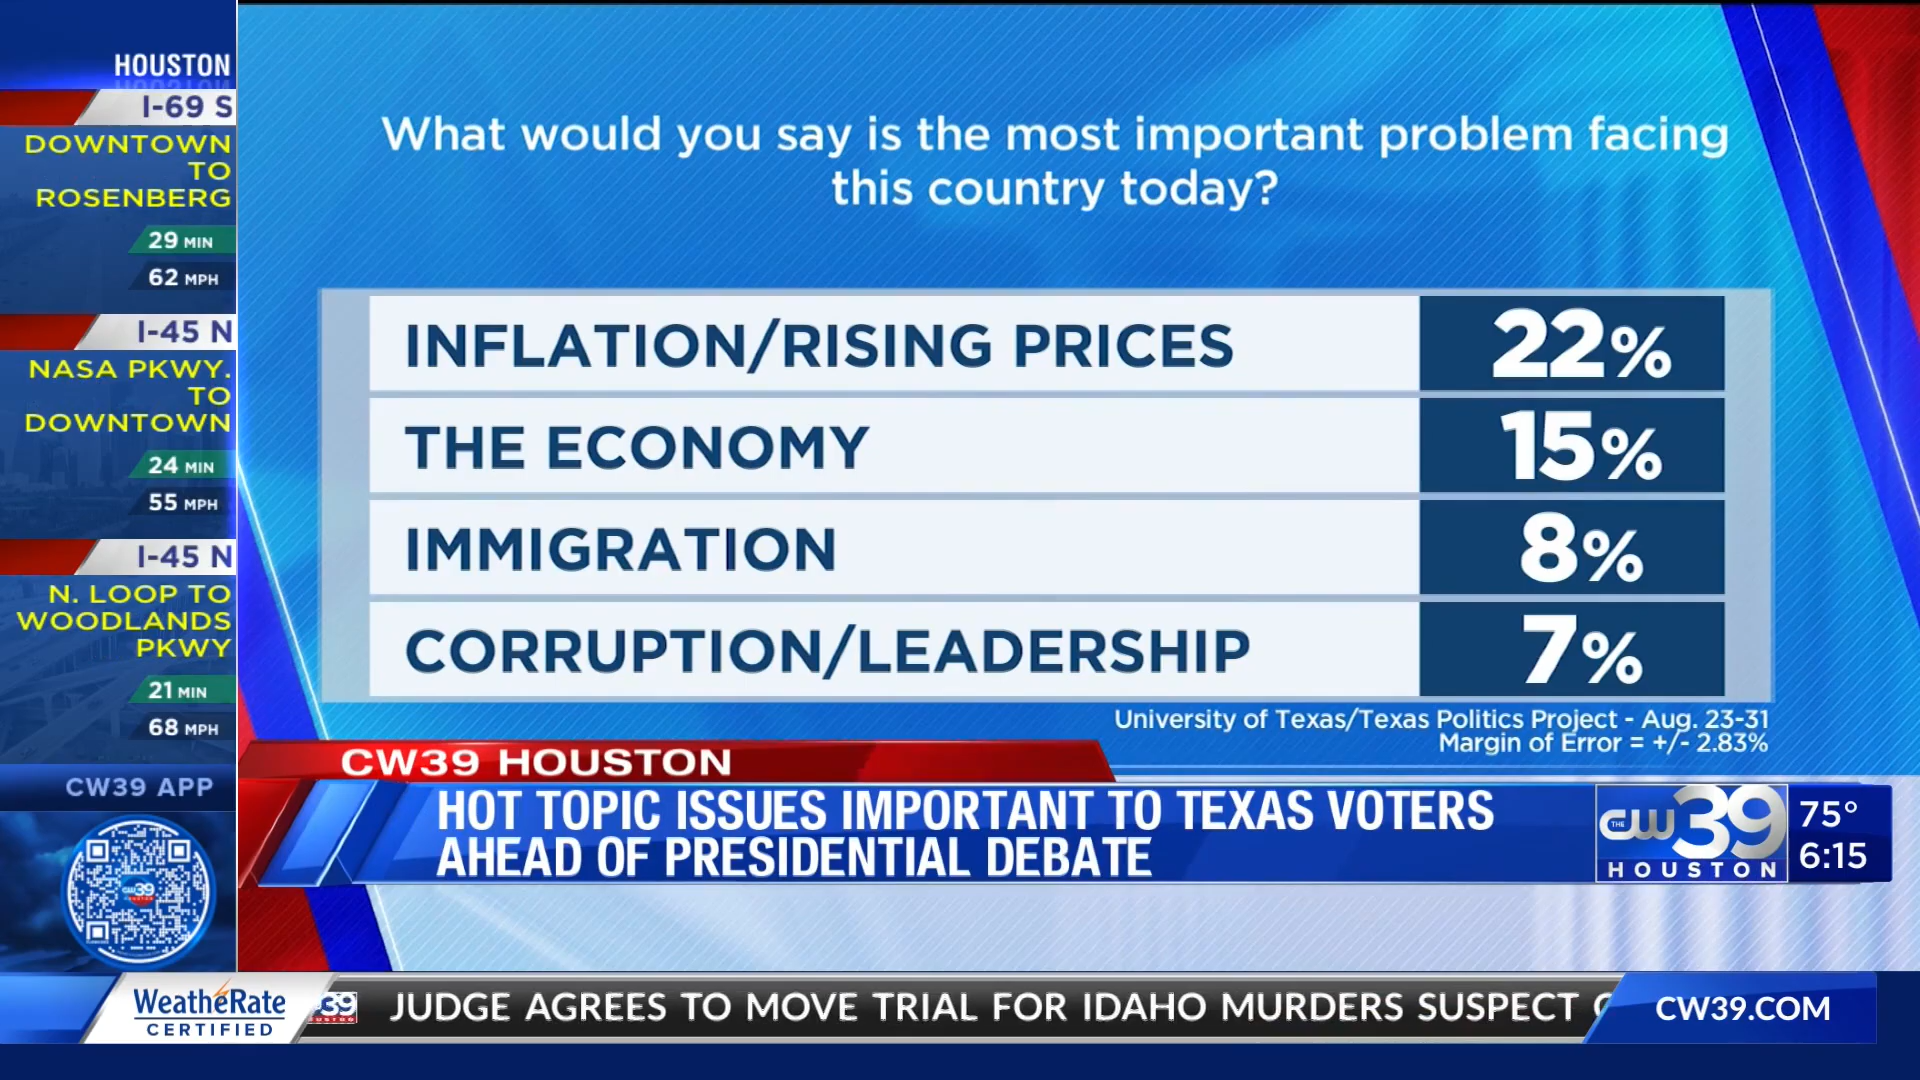 HOUSTON
I-69 S
DOWNTOWN
TO
ROSENBERG
29 MIN
62 MPH
I-45 N
NASA PKWY.
TO
DOWNTOWN
24 MIN
55 MPH
I-45 N
N. LOOP TO
WOODLANDS
PKWY
21 MIN
68 MPH
CW39 APP
What would you say is the most important problem facing
this country today?
INFLATION/RISING PRICES 22%
THE ECONOMY 15%
IMMIGRATION 8%
CORRUPTION/LEADERSHIP 7%
University of Texas/Texas Politics Project - Aug. 23-31
Margin of Error = +/- 2.83%
CW39 HOUSTON
HOT TOPIC ISSUES IMPORTANT TO TEXAS VOTERS
AHEAD OF PRESIDENTIAL DEBATE
THE CW 39
HOUSTON
75°
6:15
WeatheRate
CERTIFIED
39
JUDGE AGREES TO MOVE TRIAL FOR IDAHO MURDERS SUSPECT
CW39.COM